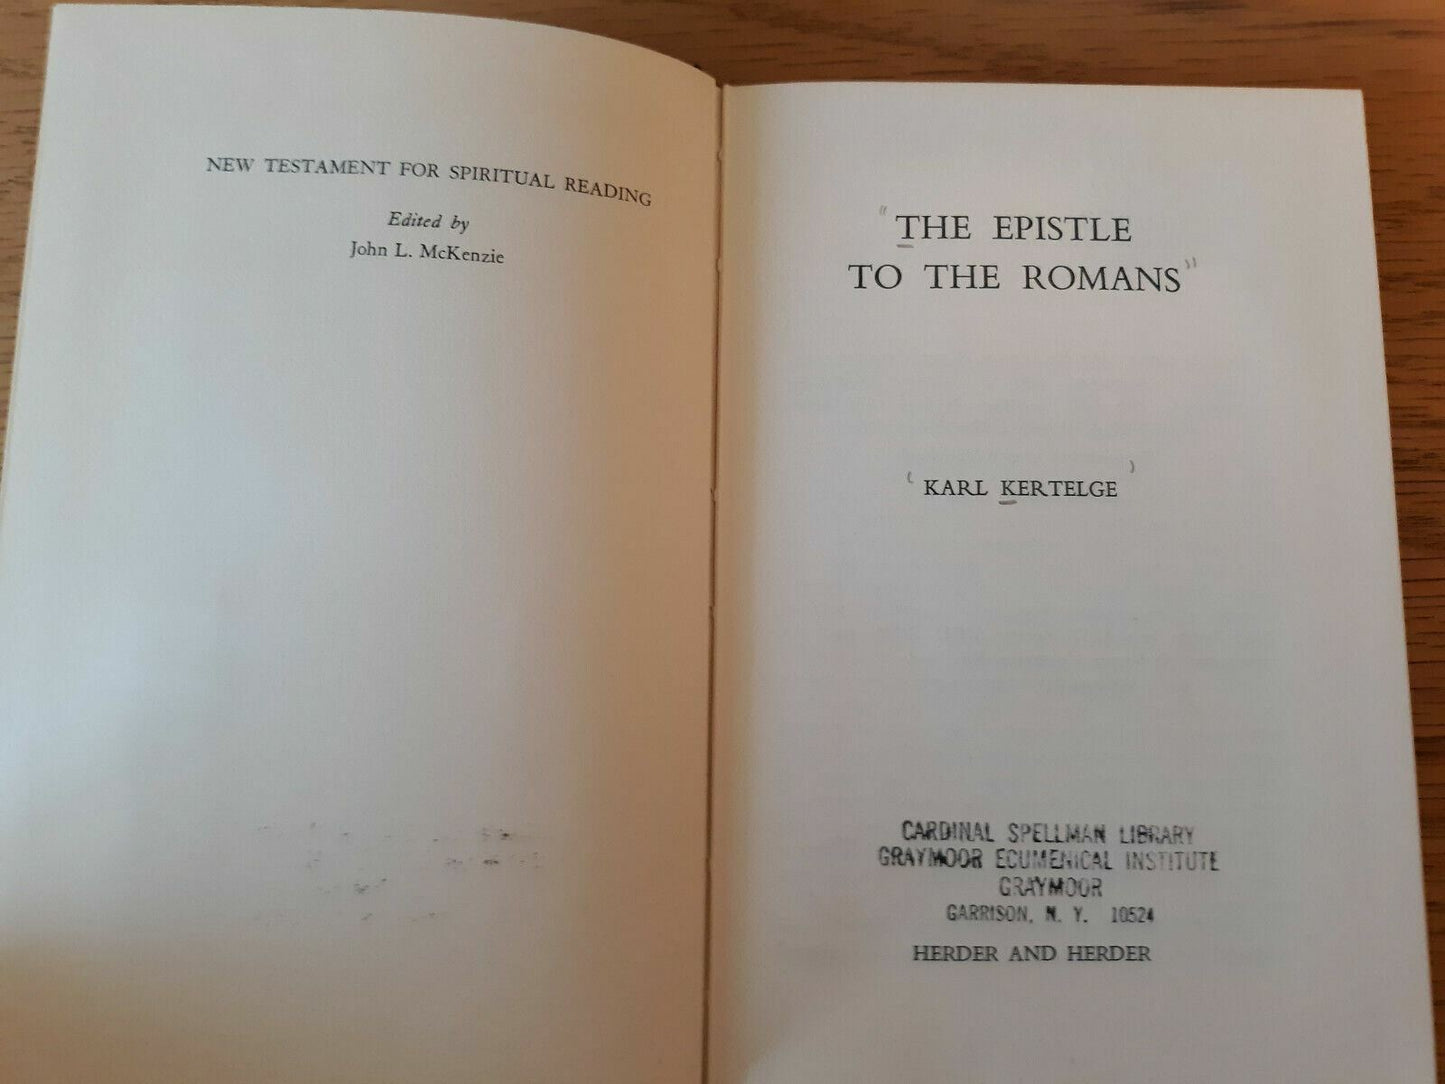 NEW TESTAMENT FOR SPIRITUAL READING
Edited by
John L. McKenzie
"THE EPISTLE
TO THE ROMANS"
(KARL KERTELGE)
CARDINAL SPELLMAN LIBRARY
GRAYMOOR ECUMENICAL INSTITUTE
GRAYMOOR
GARRISON, N. Y. 10524
HERDER AND HERDER